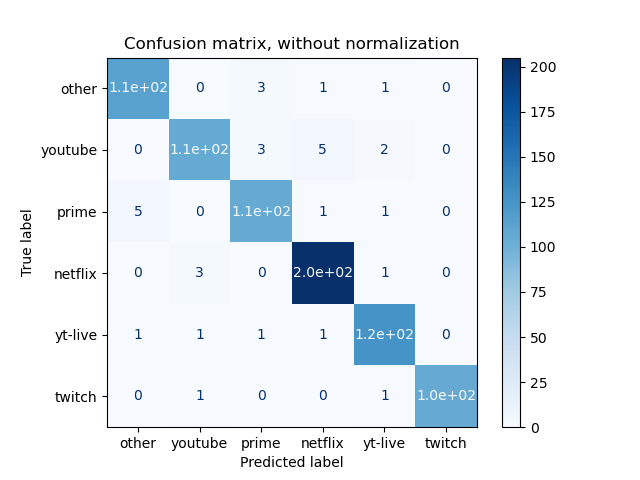 Confusion matrix, without normalization
other 1.1e+02 0 3 1 1 0
youtube 0 1.1e+02 3 5 2 0
prime 5 0 1.1e+02 1 1 0
netflix 0 3 0 2.0e+02 1 0
yt-live 1 1 1 1 1.2e+02 0
twitch 0 1 0 0 1 1.0e+02
other youtube prime netflix yt-live twitch
Predicted label
True label
200
175
150
125
100
75
50
25
0